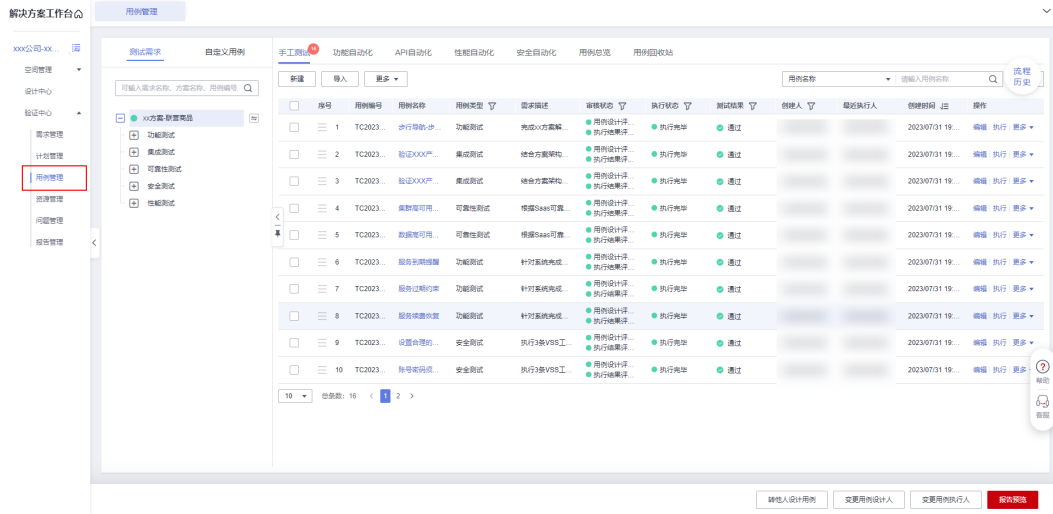 解决方案工作台
用例管理
xxx公司-xx...
空间管理
设计中心
验证中心
需求管理
计划管理
用例管理
资源管理
问题管理
报告管理
测试需求 自定义用例
可输入需求名称、方案名称、用例编号
xx方案-联营商品
功能测试
集成测试
可靠性测试
安全测试
性能测试
手工测试 16 功能自动化 API自动化 性能自动化 安全自动化 用例总览 用例回收站
新建 导入 更多 用例名称 请输入用例名称
流程历史
序号 用例编号 用例名称 用例类型 需求描述 审核状态 执行状态 测试结果 创建人 最近执行人 创建时间 操作
1 TC2023... 步行导航-步... 功能测试 完成xx方案解... 用例设计评... 执行结果评... 执行完毕 通过 2023/07/31 19:... 编辑 执行 更多
2 TC2023... 验证XXX产... 集成测试 结合方案架构... 用例设计评... 执行结果评... 执行完毕 通过 2023/07/31 19:... 编辑 执行 更多
3 TC2023... 验证XXX产... 集成测试 结合方案架构... 用例设计评... 执行结果评... 执行完毕 通过 2023/07/31 19:... 编辑 执行 更多
4 TC2023... 集群高可用... 可靠性测试 根据Saas可靠... 用例设计评... 执行结果评... 执行完毕 通过 2023/07/31 19:... 编辑 执行 更多
5 TC2023... 数据高可用... 可靠性测试 根据Saas可靠... 用例设计评... 执行结果评... 执行完毕 通过 2023/07/31 19:... 编辑 执行 更多
6 TC2023... 服务到期提醒 功能测试 针对系统完成... 用例设计评... 执行结果评... 执行完毕 通过 2023/07/31 19:... 编辑 执行 更多
7 TC2023... 服务过期约束 功能测试 针对系统完成... 用例设计评... 执行结果评... 执行完毕 通过 2023/07/31 19:... 编辑 执行 更多
8 TC2023... 服务续费恢复 功能测试 针对系统完成... 用例设计评... 执行结果评... 执行完毕 通过 2023/07/31 19:... 编辑 执行 更多
9 TC2023... 设置合理的... 安全测试 执行3条VSS工... 用例设计评... 执行结果评... 执行完毕 通过 2023/07/31 19:... 编辑 执行 更多
10 TC2023... 账号密码须... 安全测试 执行3条VSS工... 用例设计评... 执行结果评... 执行完毕 通过 2023/07/31 19:... 编辑 执行 更多
10 总条数: 16 < 1 2 >
帮助
客服
转他人设计用例 变更用例设计人 变更用例执行人 报告预览